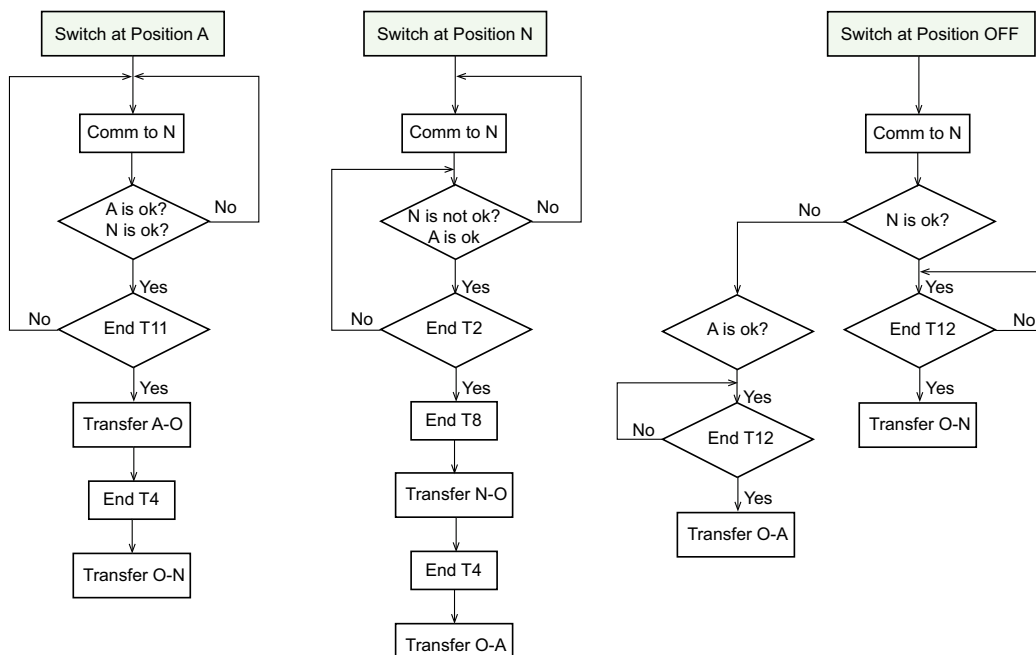 Switch at Position A
Comm to N
A is ok?
N is ok?
No
Yes
End T11
No
Yes
Transfer A-O
End T4
Transfer O-N
Switch at Position N
Comm to N
N is not ok?
A is ok
No
Yes
End T2
No
Yes
End T8
Transfer N-O
End T4
Transfer O-A
Switch at Position OFF
Comm to N
N is ok?
No
Yes
End T12
No
Yes
Transfer O-N
A is ok?
Yes
End T12
No
Yes
Transfer O-A